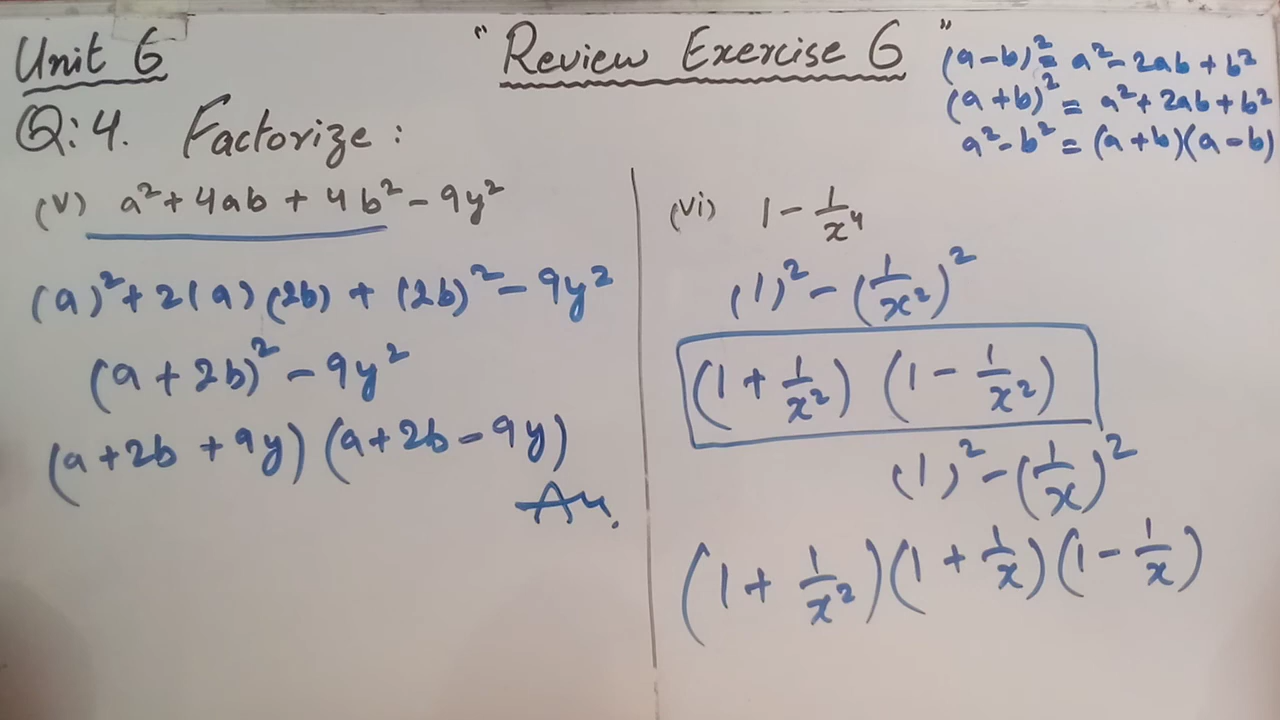 Unit 6
"Review Exercise 6"
(a-b)² = a² - 2ab + b²
(a+b)² = a² + 2ab + b²
a² - b² = (a+b)(a-b)
Q:4. Factorize :
(v) a² + 4ab + 4b² - 9y²
(a)² + 2(a)(2b) + (2b)² - 9y²
(a + 2b)² - 9y²
(a+2b + 9y)(a+2b - 9y)
An.
(vi) 1 - 1/x⁴
(1)² - (1/x²)²
(1 + 1/x²) (1 - 1/x²)
(1)² - (1/x)²
(1 + 1/x²)(1 + 1/x)(1 - 1/x)